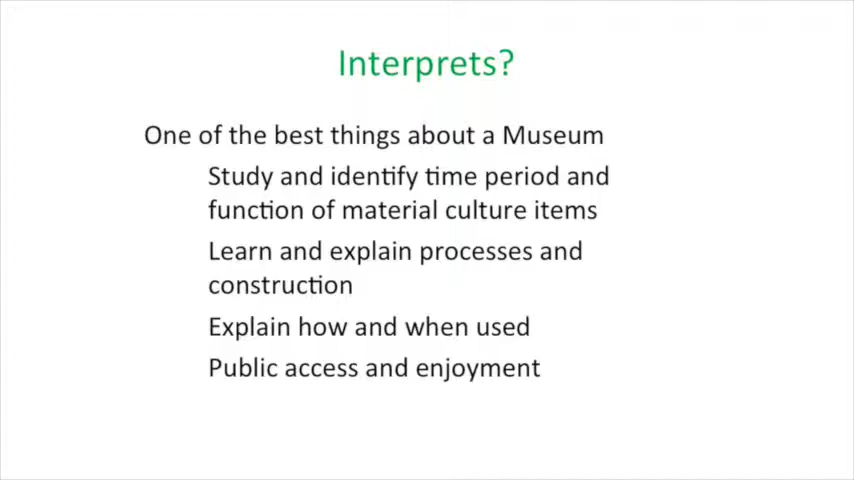 Interprets?
One of the best things about a Museum
Study and identify time period and
function of material culture items
Learn and explain processes and
construction
Explain how and when used
Public access and enjoyment